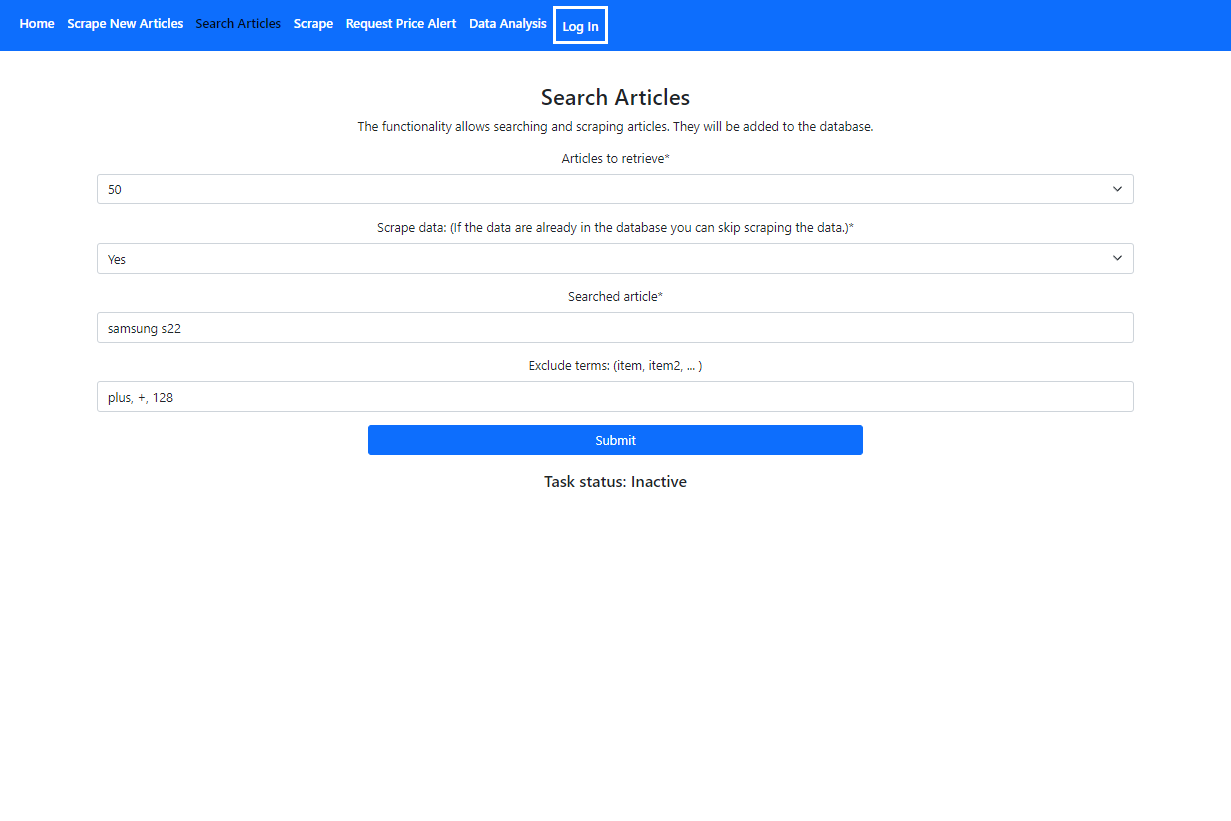 Home Scrape New Articles Search Articles Scrape Request Price Alert Data Analysis Log In
Search Articles
The functionality allows searching and scraping articles. They will be added to the database.
Articles to retrieve*
50
Scrape data: (If the data are already in the database you can skip scraping the data.)*
Yes
Searched article*
samsung s22
Exclude terms: (item, item2, ... )
plus, +, 128
Submit
Task status: Inactive